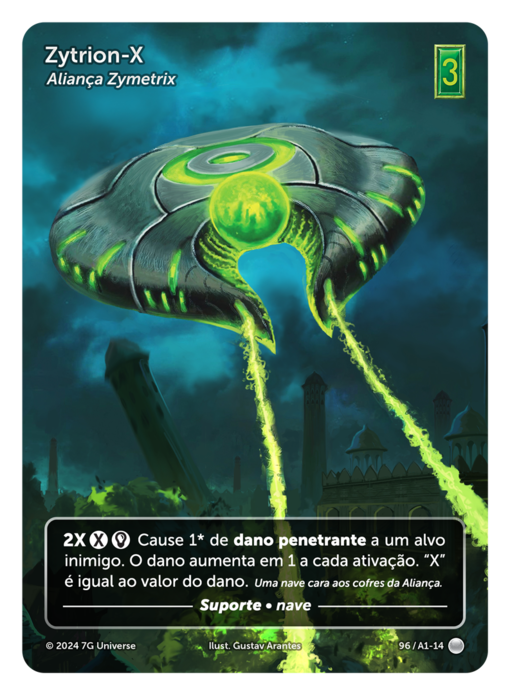 Zytrion-X
Aliança Zymetrix
3
2X X Cause 1* de dano penetrante a um alvo
inimigo. O dano aumenta em 1 a cada ativação. “X”
é igual ao valor do dano. Uma nave cara aos cofres da Aliança.
Suporte • nave
© 2024 7G Universe
Ilust. Gustav Arantes
96 / A1-14